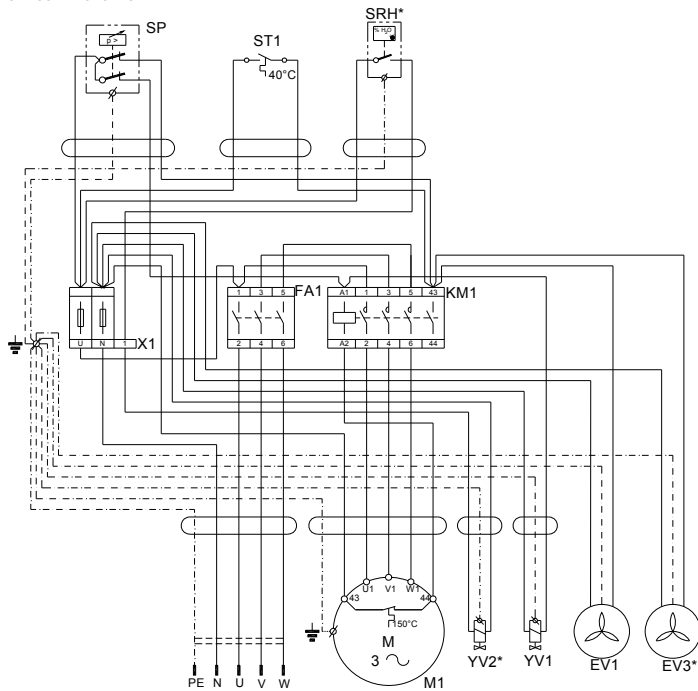 SP
p >
ST1
40°C
SRH*
% H2O
1 3 5
FA1
A1 1 3 5 43
KM1
U N 1
X1
2 4 6
A2 2 4 6 44
43 U1 V1 W1 44
150°C
M
3
M1
YV2*
YV1
EV1
EV3*
PE N U V W